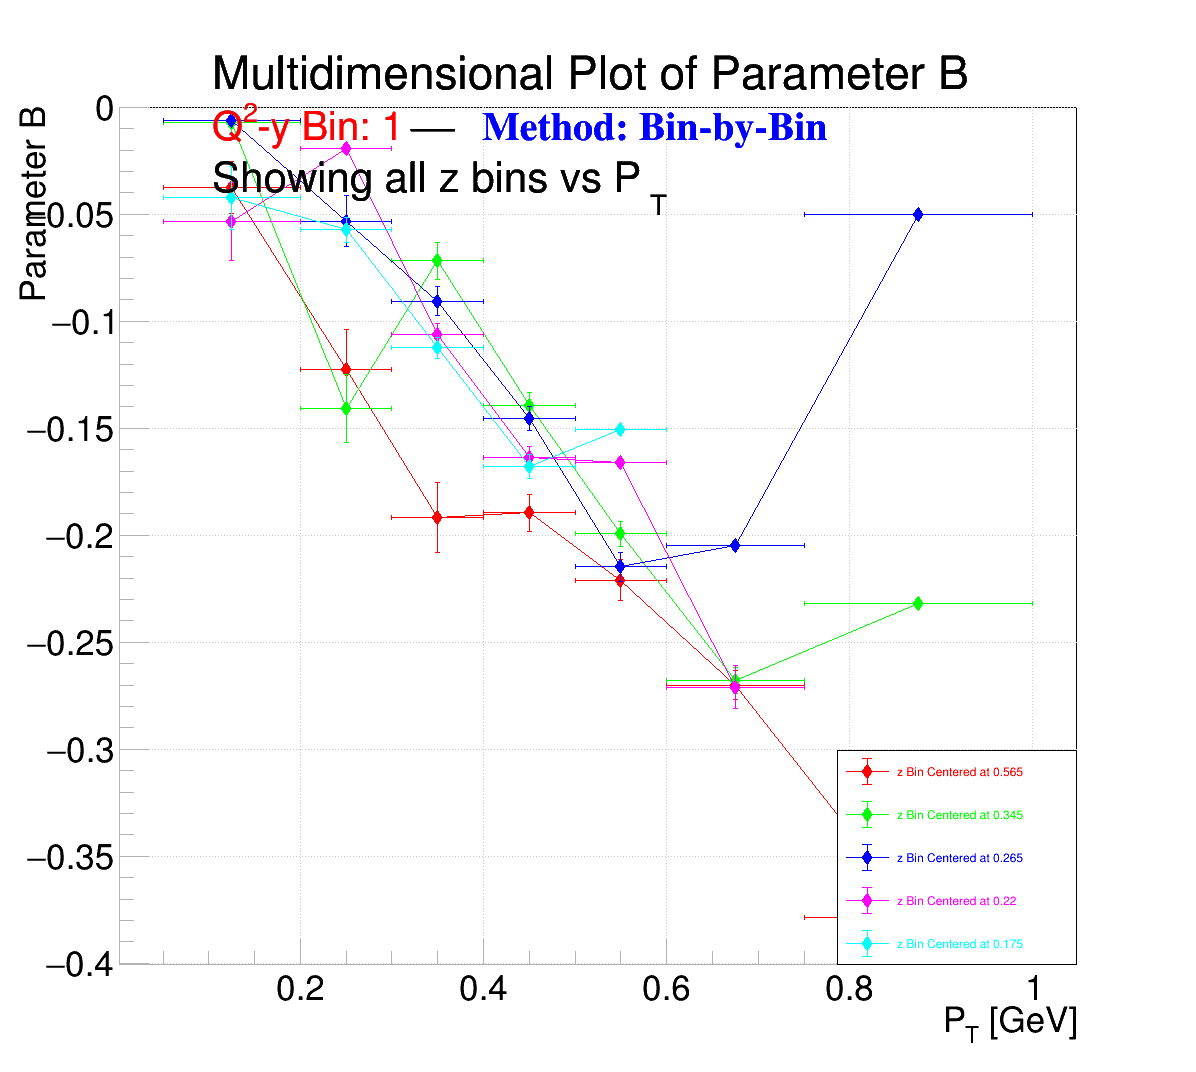 Multidimensional Plot of Parameter B
Q²-y Bin: 1 — Method: Bin-by-Bin
Showing all z bins vs P_T
Parameter B
0
0.05
−0.1
−0.15
−0.2
−0.25
−0.3
−0.35
−0.4
z Bin Centered at 0.565
z Bin Centered at 0.345
z Bin Centered at 0.265
z Bin Centered at 0.22
z Bin Centered at 0.175
0.2 0.4 0.6 0.8 1
P_T [GeV]